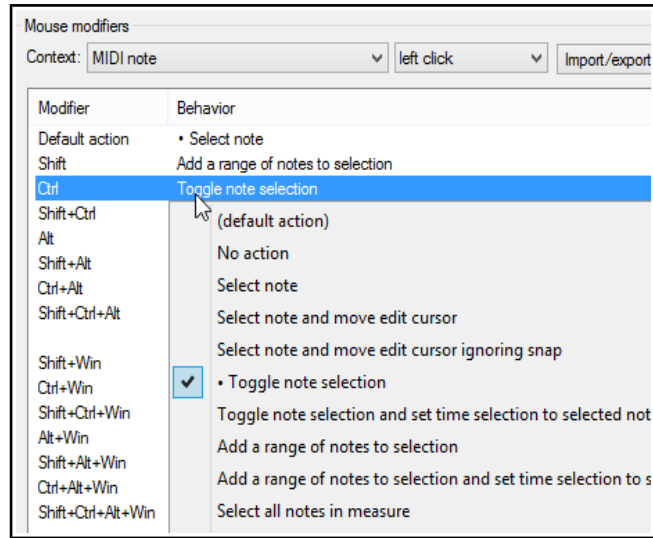 Mouse modifiers
Context: MIDI note left click Import/export
Modifier Behavior
Default action • Select note
Shift Add a range of notes to selection
Ctrl Toggle note selection
Shift+Ctrl
(default action)
Alt
No action
Shift+Alt
Ctrl+Alt Select note
Shift+Ctrl+Alt Select note and move edit cursor
Select note and move edit cursor ignoring snap
Shift+Win
Ctrl+Win • Toggle note selection
Shift+Ctrl+Win Toggle note selection and set time selection to selected not
Alt+Win
Add a range of notes to selection
Shift+Alt+Win
Ctrl+Alt+Win Add a range of notes to selection and set time selection to s
Shift+Ctrl+Alt+Win Select all notes in measure